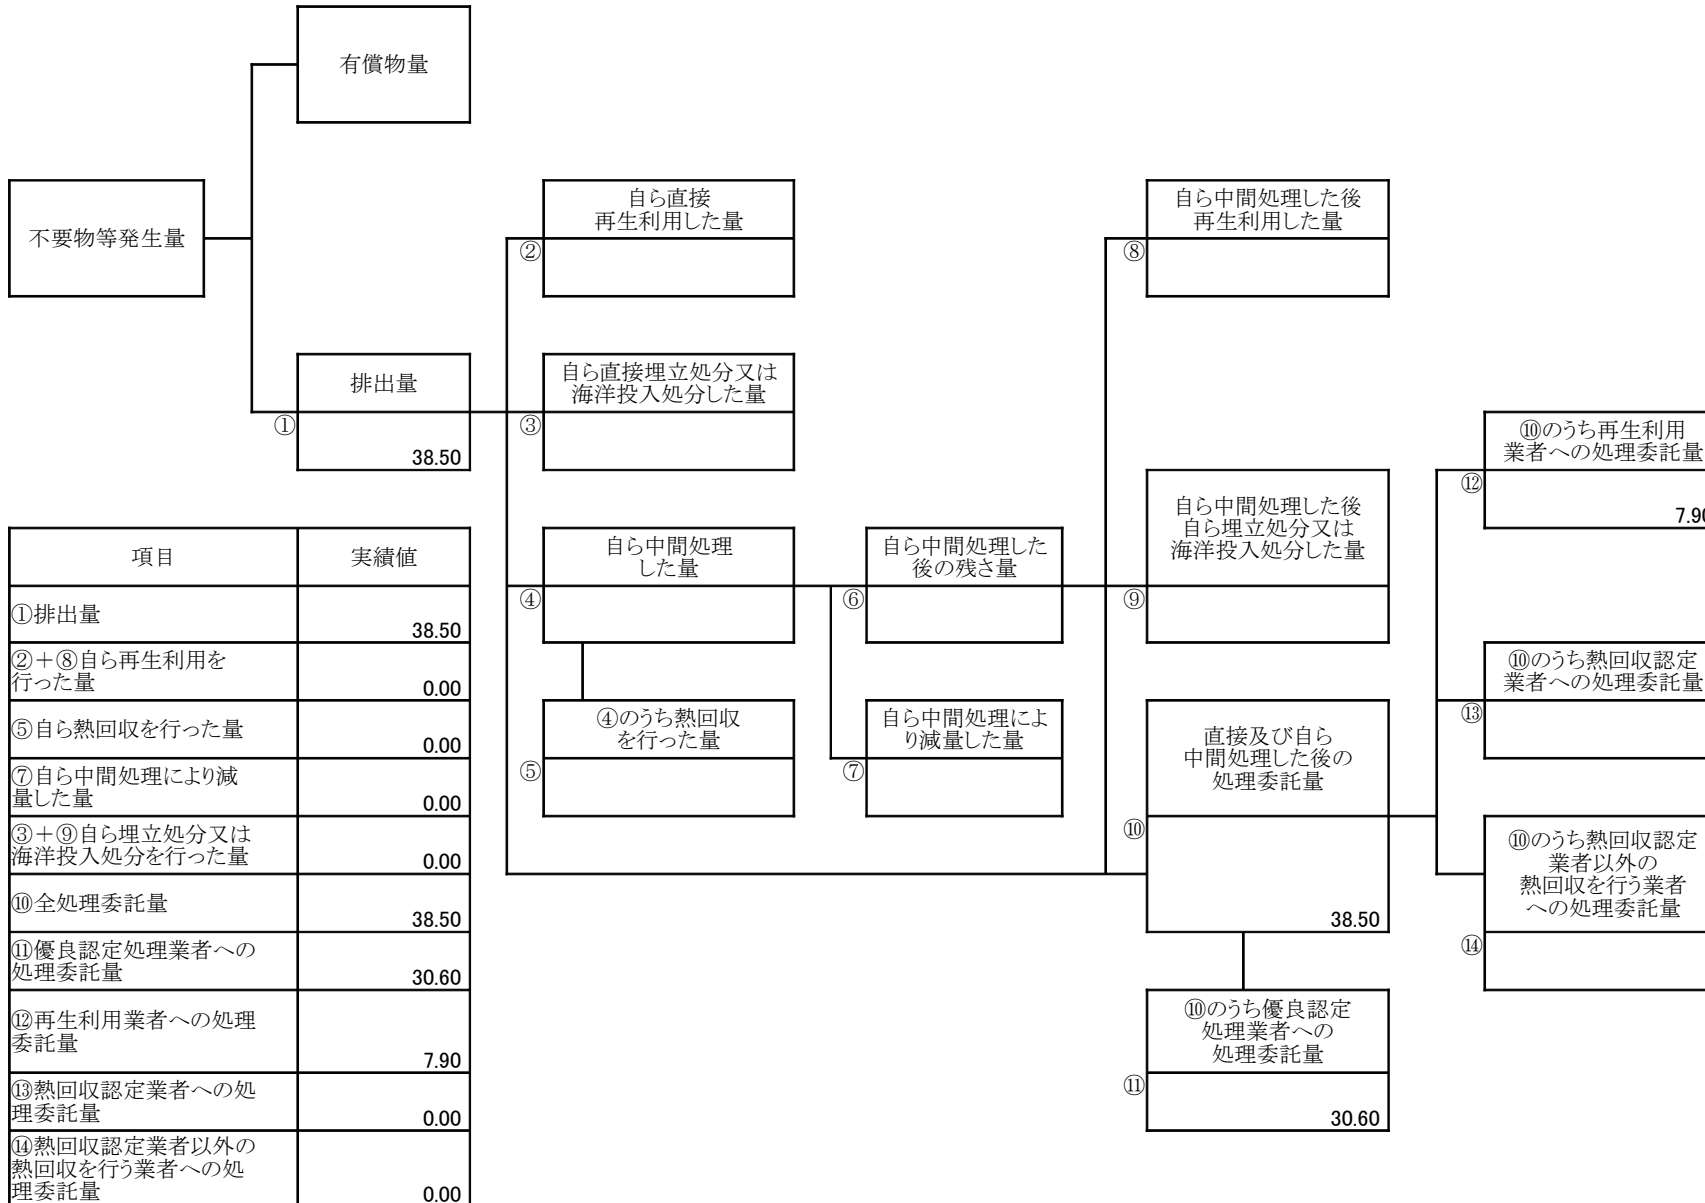 有償物量
不要物等発生量
自ら直接
再生利用した量
②
自ら中間処理した後
再生利用した量
⑧
排出量
①
38.50
自ら直接埋立処分又は
海洋投入処分した量
③
⑩のうち再生利用
業者への処理委託量
⑫
7.90
自ら中間処理した後
自ら埋立処分又は
海洋投入処分した量
⑨
自ら中間処理
した量
④
自ら中間処理した
後の残さ量
⑥
⑩のうち熱回収認定
業者への処理委託量
⑬
④のうち熱回収
を行った量
⑤
自ら中間処理によ
り減量した量
⑦
直接及び自ら
中間処理した後の
処理委託量
⑩
38.50
⑩のうち熱回収認定
業者以外の
熱回収を行う業者
への処理委託量
⑭
⑩のうち優良認定
処理業者への
処理委託量
⑪
30.60
項目 実績値
①排出量
38.50
②+⑧自ら再生利用を
行った量
0.00
⑤自ら熱回収を行った量
0.00
⑦自ら中間処理により減
量した量
0.00
③+⑨自ら埋立処分又は
海洋投入処分を行った量
0.00
⑩全処理委託量
38.50
⑪優良認定処理業者への
処理委託量
30.60
⑫再生利用業者への処理
委託量
7.90
⑬熱回収認定業者への処
理委託量
0.00
⑭熱回収認定業者以外の
熱回収を行う業者への処
理委託量
0.00